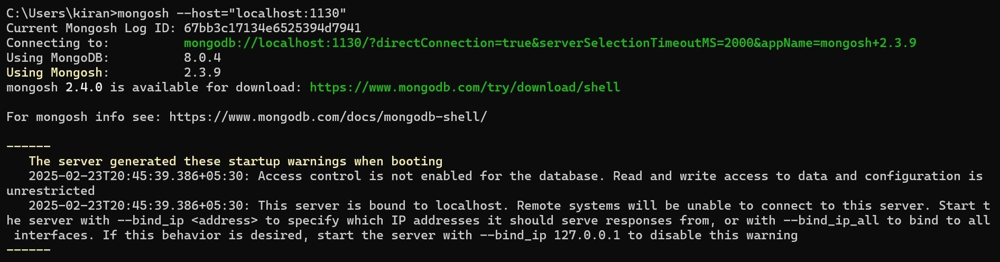 C:\Users\kiran>mongosh --host="localhost:1130"
Current Mongosh Log ID: 67bb3c17134e6525394d7941
Connecting to:          mongodb://localhost:1130/?directConnection=true&serverSelectionTimeoutMS=2000&appName=mongosh+2.3.9
Using MongoDB:          8.0.4
Using Mongosh:          2.3.9
mongosh 2.4.0 is available for download: https://www.mongodb.com/try/download/shell
For mongosh info see: https://www.mongodb.com/docs/mongodb-shell/
------
   The server generated these startup warnings when booting
   2025-02-23T20:45:39.386+05:30: Access control is not enabled for the database. Read and write access to data and configuration is
unrestricted
   2025-02-23T20:45:39.386+05:30: This server is bound to localhost. Remote systems will be unable to connect to this server. Start t
he server with --bind_ip <address> to specify which IP addresses it should serve responses from, or with --bind_ip_all to bind to all
 interfaces. If this behavior is desired, start the server with --bind_ip 127.0.0.1 to disable this warning
------